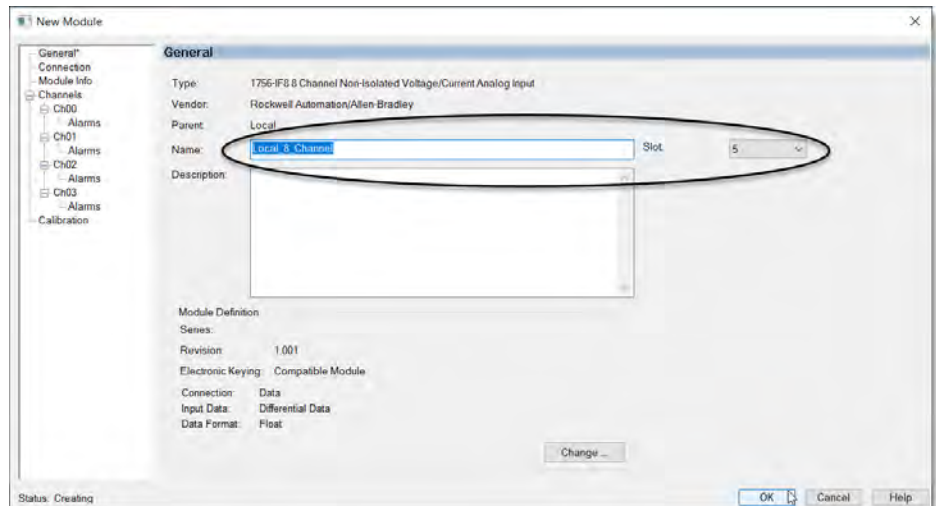 New Module
General*
Connection
Module Info
Channels
Ch00
Alarms
Ch01
Alarms
Ch02
Alarms
Ch03
Alarms
Calibration
General
Type: 1756-IF8 8 Channel Non-Isolated Voltage/Current Analog Input
Vendor: Rockwell Automation/Allen-Bradley
Parent: Local
Name: Local_8_Channel Slot: 5
Description:
Module Definition
Series:
Revision: 1.001
Electronic Keying: Compatible Module
Connection: Data
Input Data: Differential Data
Data Format: Float
Change ...
Status: Creating
OK Cancel Help